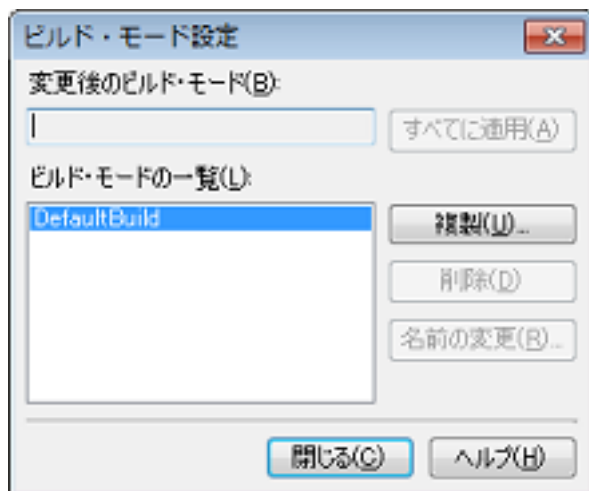 ビルド・モード設定
変更後のビルド・モード(B):
すべてに適用(A)
ビルド・モードの一覧(L):
DefaultBuild
複製(U)...
削除(D)
名前の変更(R)...
閉じる(C)
ヘルプ(H)